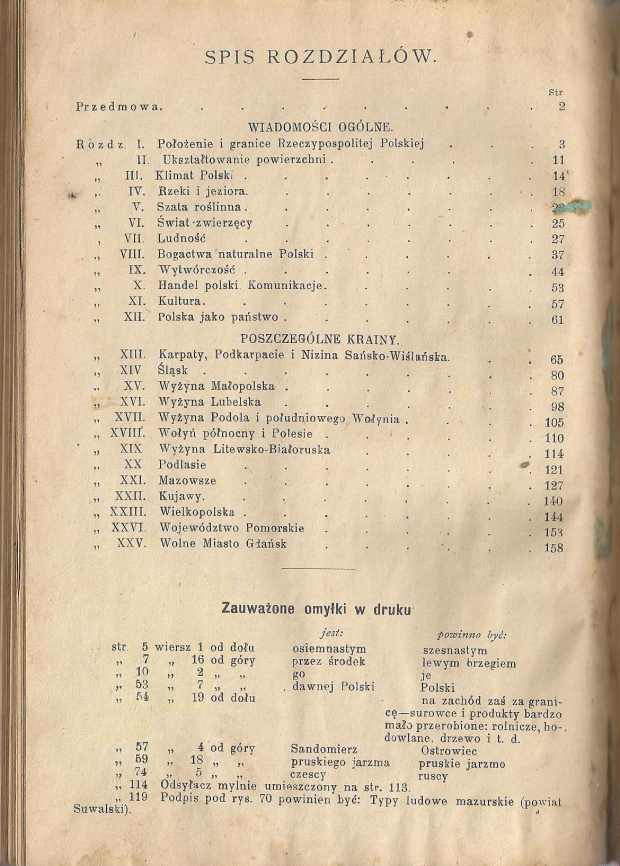 SPIS ROZDZIAŁÓW.
Str
Przedmowa. . . . . . . . . . 2
WIADOMOŚCI OGÓLNE.
Rozdz. I. Położenie i granice Rzeczypospolitej Polskiej . . . 3
„ II. Ukształtowanie powierzchni . . . . . 11
„ III. Klimat Polski . . . . . . . 14
„ IV. Rzeki i jeziora. . . . . . . 18
„ V. Szata roślinna . . . . . . .
„ VI. Świat zwierzęcy . . . . . . 25
„ VII. Ludność . . . . . . . 27
„ VIII. Bogactwa naturalne Polski . . . . . 37
„ IX. Wytwórczość . . . . . . . 44
„ X. Handel polski. Komunikacje. . . . . 53
„ XI. Kultura. . . . . . . . 57
„ XII. Polska jako państwo . . . . . . 61
POSZCZEGÓLNE KRAINY.
„ XIII. Karpaty, Podkarpacie i Nizina Sańsko-Wiślańska. . . 65
„ XIV Śląsk . . . . . . . . 80
„ XV. Wyżyna Małopolska . . . . . . 87
„ XVI. Wyżyna Lubelska . . . . . . 98
„ XVII. Wyżyna Podola i południowego Wołynia . . . . 105
„ XVIII. Wołyń północny i Polesie . . . . . 110
„ XIX Wyżyna Litewsko-Białoruska . . . . 114
„ XX Podlasie . . . . . . . 121
„ XXI. Mazowsze . . . . . . . 127
„ XXII. Kujawy. . . . . . . . 140
„ XXIII. Wielkopolska . . . . . . . 144
„ XXVI. Województwo Pomorskie . . . . . 153
„ XXV. Wolne Miasto Gdańsk . . . . . 158
Zauważone omyłki w druku
jest: powinno być:
str. 5 wiersz 1 od dołu osiemnastym szesnastym
„ 7 „ 16 od góry przez środek lewym brzegiem
„ 10 „ 2 „ „ go je
„ 53 „ 7 „ „ dawnej Polski Polski
„ 54 „ 19 od dołu na zachód zaś za grani-
cę—surowce i produkty bardzo
mało przerobione: rolnicze, ho-
dowlane, drzewo i t. d.
„ 57 „ 4 od góry Sandomierz Ostrowiec
„ 59 „ 18 „ „ pruskiego jarzma pruskie jarzmo
„ 74 „ 5 „ „ czescy ruscy
„ 114 Odsyłacz mylnie umieszczony na str. 113.
„ 119 Podpis pod rys. 70 powinien być: Typy ludowe mazurskie (powiat
Suwalski).